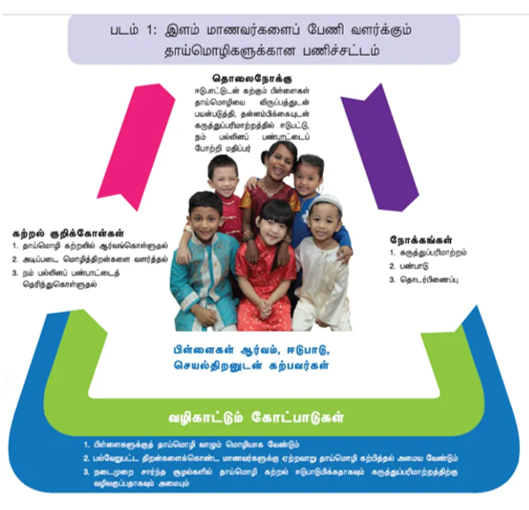 படம் 1: இளம் மாணவர்களைப் பேணி வளர்க்கும்
தாய்மொழிகளுக்கான பணிச்சட்டம்
தொலைநோக்கு
ஈடுபாட்டுடன் கற்கும் பிள்ளைகள்
தாய்மொழியை விருப்பத்துடன்
பயன்படுத்தி, தன்னம்பிக்கையுடன்
கருத்துப்பரிமாற்றத்தில் ஈடுபட்டு,
நம் பல்லினப் பண்பாட்டைப்
போற்றி மதிப்பர்
கற்றல் குறிக்கோள்கள்
1. தாய்மொழி கற்றலில் ஆர்வங்கொள்ளுதல்
2. அடிப்படை மொழித்திறன்களை வளர்த்தல்
3. நம் பல்லினப் பண்பாட்டைத்
தெரிந்துகொள்ளுதல்
நோக்கங்கள்
1. கருத்துப்பரிமாற்றம்
2. பண்பாடு
3. தொடர்பிணைப்பு
பிள்ளைகள் ஆர்வம், ஈடுபாடு,
செயல்திறனுடன் கற்பவர்கள்
வழிகாட்டும் கோட்பாடுகள்
1. பிள்ளைகளுக்குத் தாய்மொழி வாழும் மொழியாக வேண்டும்
2. பல்வேறுபட்ட திறன்களைக்கொண்ட மாணவர்களுக்கு ஏற்றவாறு தாய்மொழி கற்பித்தல் அமைய வேண்டும்
3. நடைமுறை சார்ந்த சூழல்களில் தாய்மொழி கற்றல் ஈடுபாடுமிக்கதாகவும் கருத்துப்பரிமாற்றத்திற்கு
வழிவகுப்பதாகவும் அமையும்